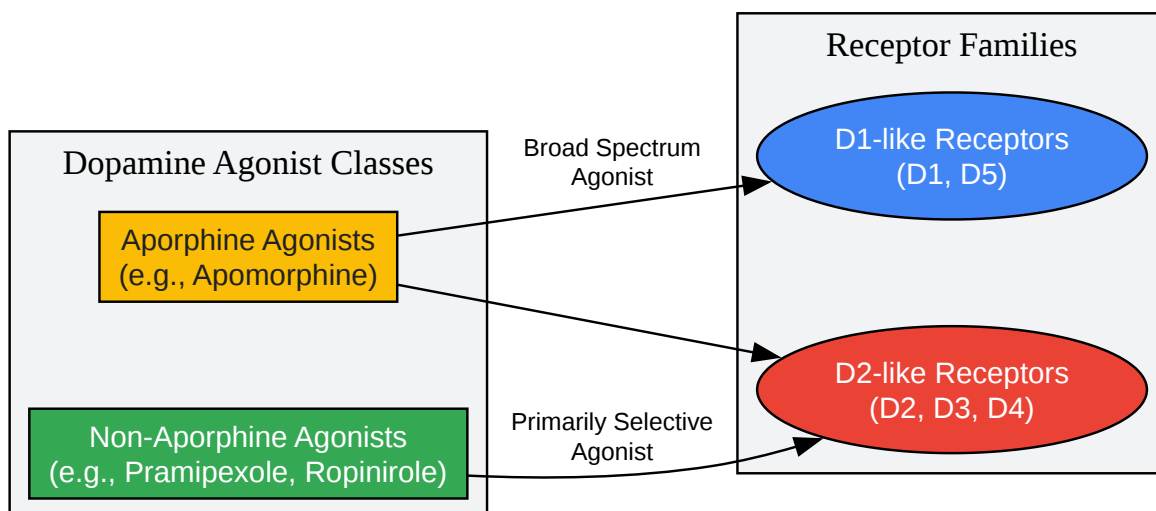 Dopamine Agonist Classes
Aporphine Agonists
(e.g., Apomorphine)
Non-Aporphine Agonists
(e.g., Pramipexole, Ropinirole)
Broad Spectrum
Agonist
Primarily Selective
Agonist
Receptor Families
D1-like Receptors
(D1, D5)
D2-like Receptors
(D2, D3, D4)